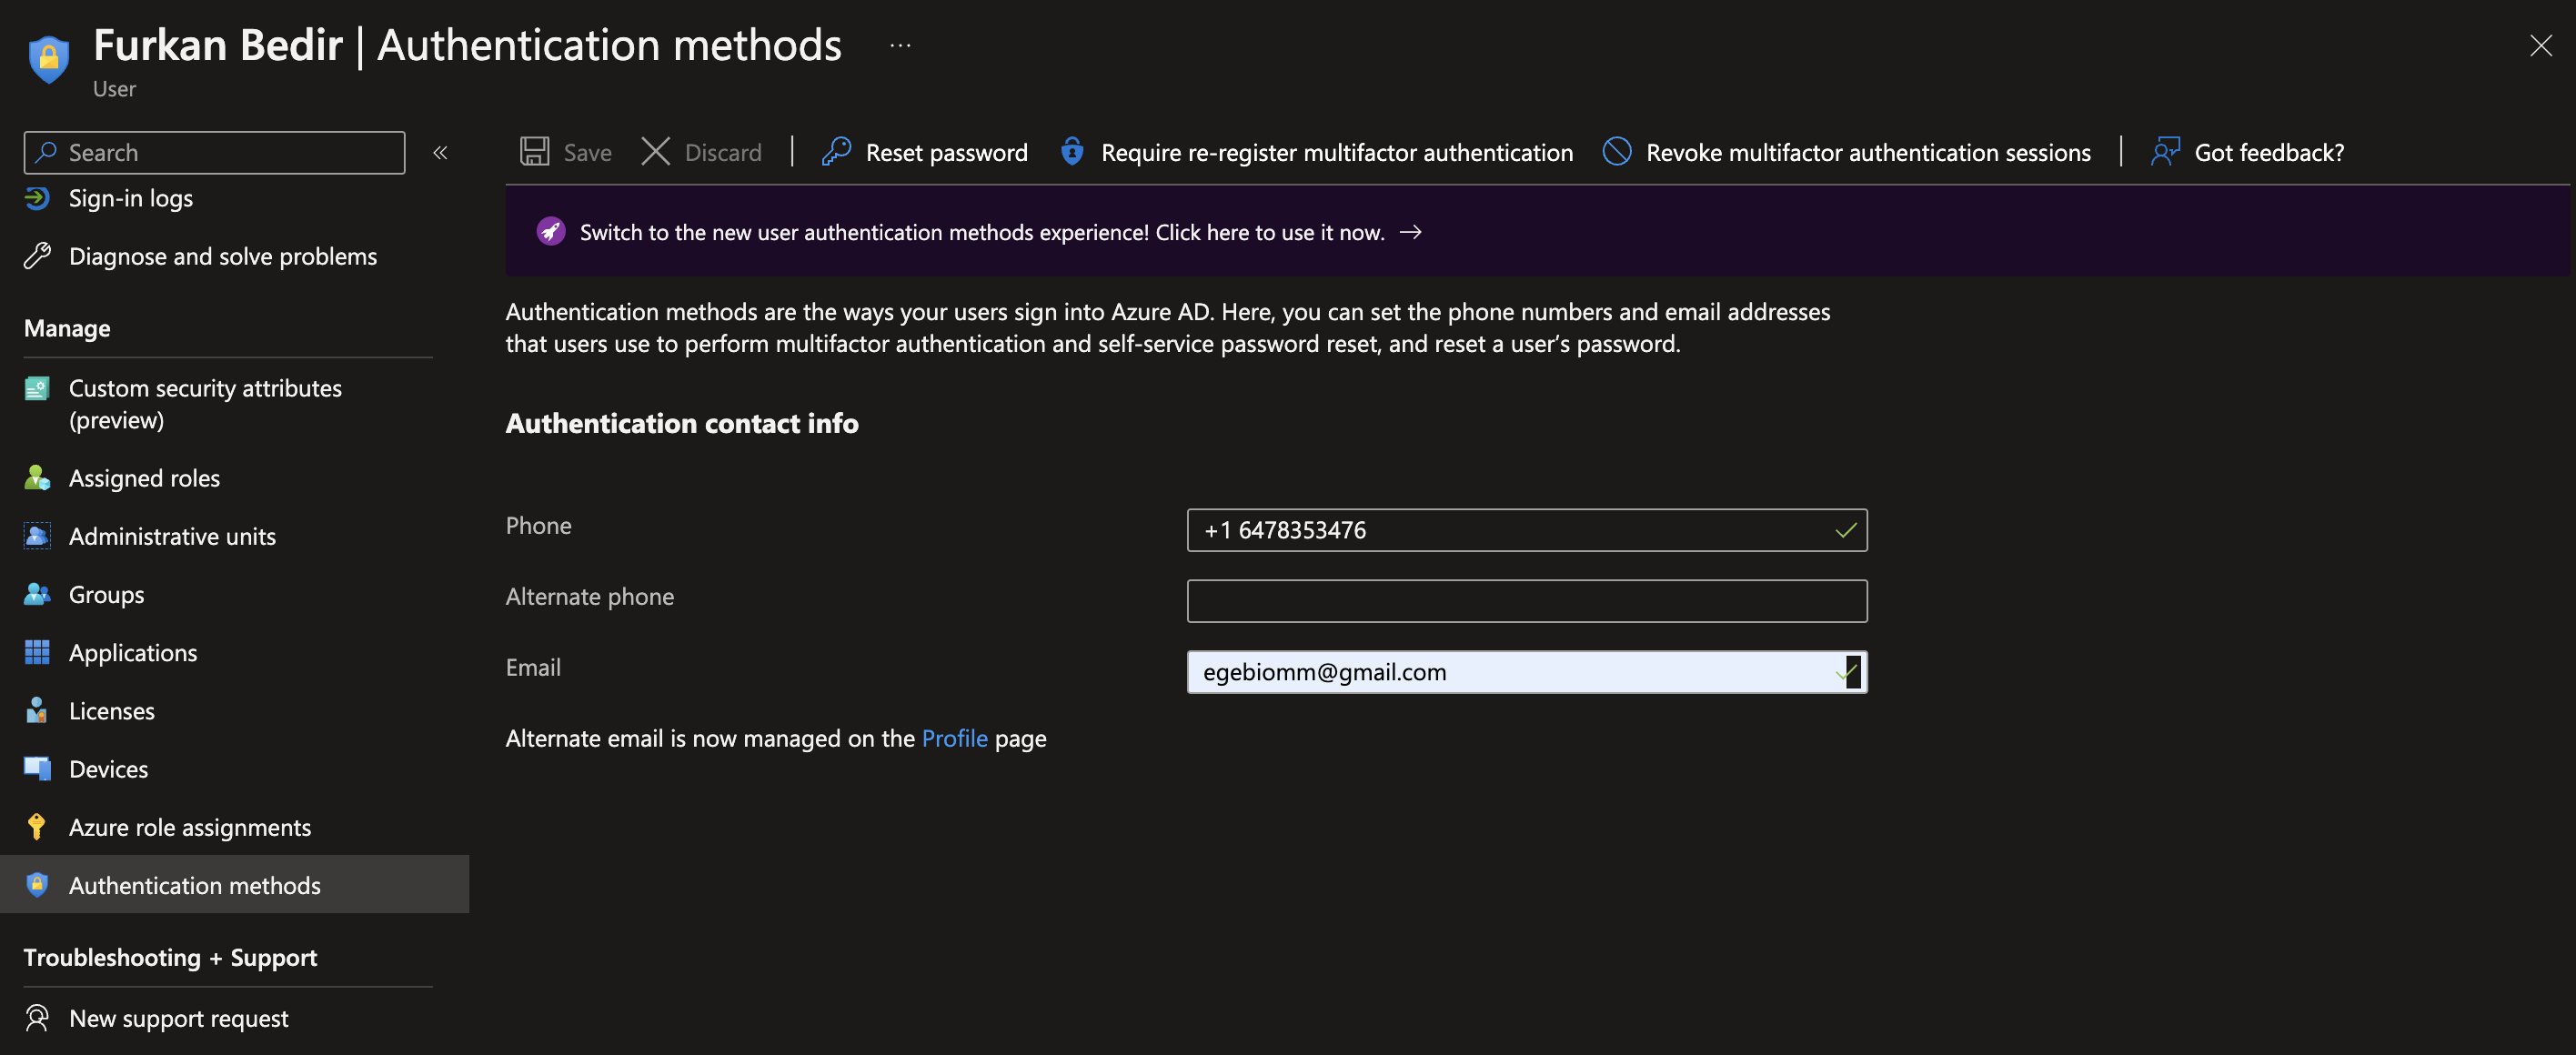 Furkan Bedir | Authentication methods ...
User
Search
«
Sign-in logs
Diagnose and solve problems
Manage
Custom security attributes
(preview)
Assigned roles
Administrative units
Groups
Applications
Licenses
Devices
Azure role assignments
Authentication methods
Troubleshooting + Support
New support request
Save Discard | Reset password Require re-register multifactor authentication Revoke multifactor authentication sessions | Got feedback?
Switch to the new user authentication methods experience! Click here to use it now. →
Authentication methods are the ways your users sign into Azure AD. Here, you can set the phone numbers and email addresses
that users use to perform multifactor authentication and self-service password reset, and reset a user’s password.
Authentication contact info
Phone +1 6478353476
Alternate phone
Email egebiomm@gmail.com
Alternate email is now managed on the Profile page